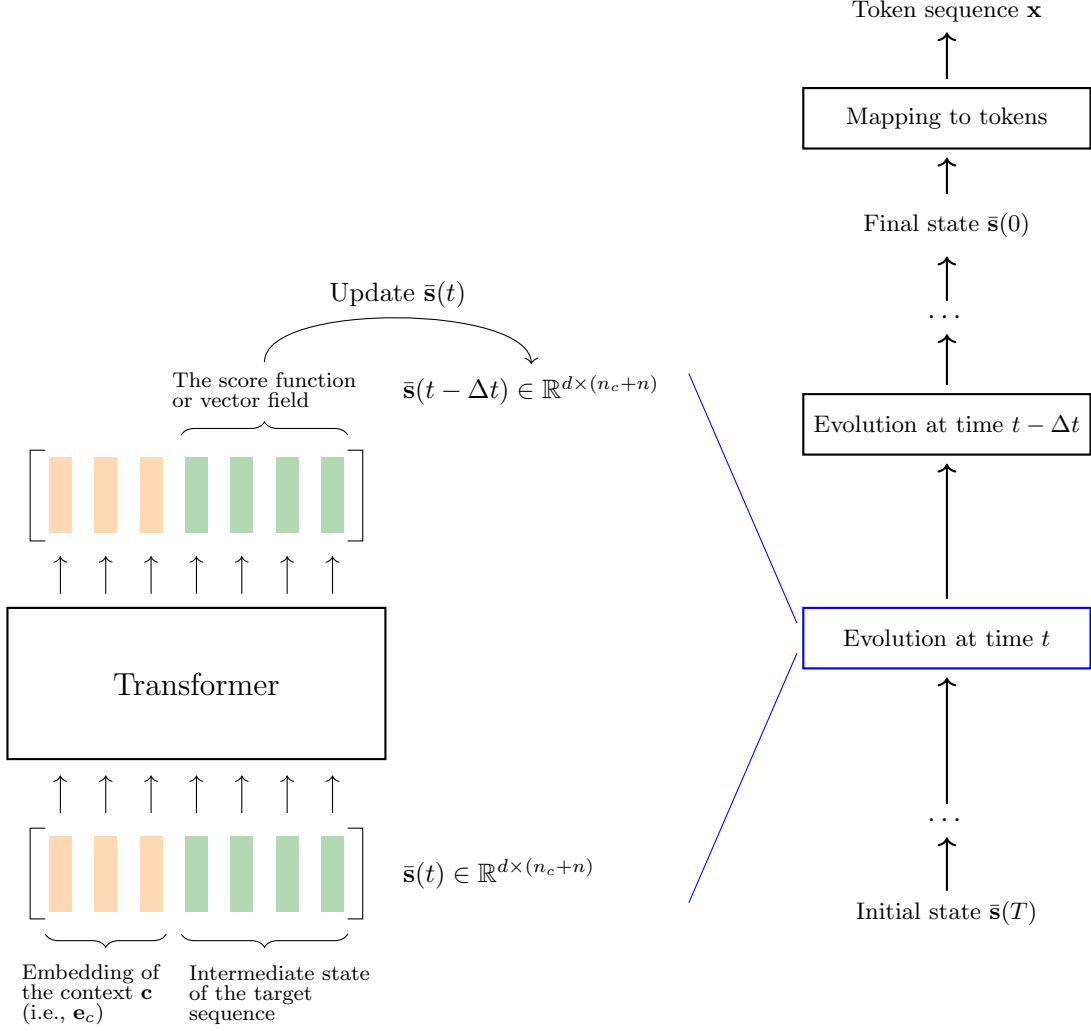 Token sequence x
Mapping to tokens
Final state s̄(0)
Update s̄(t)
. . .
The score function
or vector field
s̄(t − Δt) ∈ ℝ^{d×(n_c+n)}
Evolution at time t − Δt
Evolution at time t
Transformer
. . .
s̄(t) ∈ ℝ^{d×(n_c+n)}
Initial state s̄(T)
Embedding of
the context c
(i.e., e_c)
Intermediate state
of the target
sequence